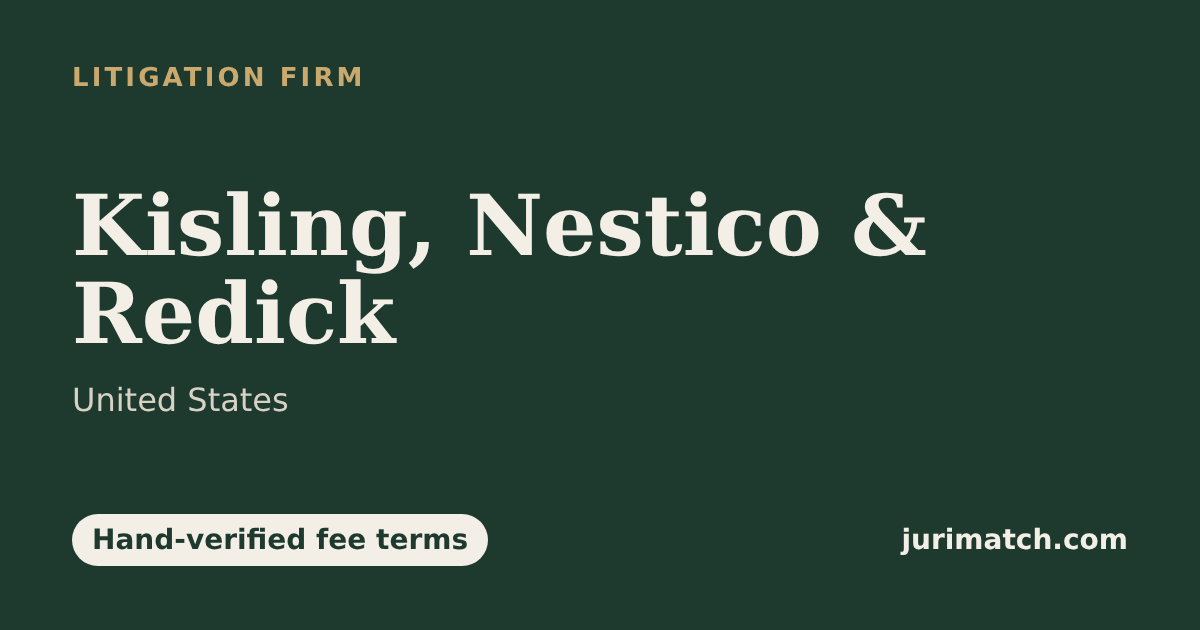 LITIGATION FIRM
Kisling, Nestico &
Redick
United States
Hand-verified fee terms
jurimatch.com